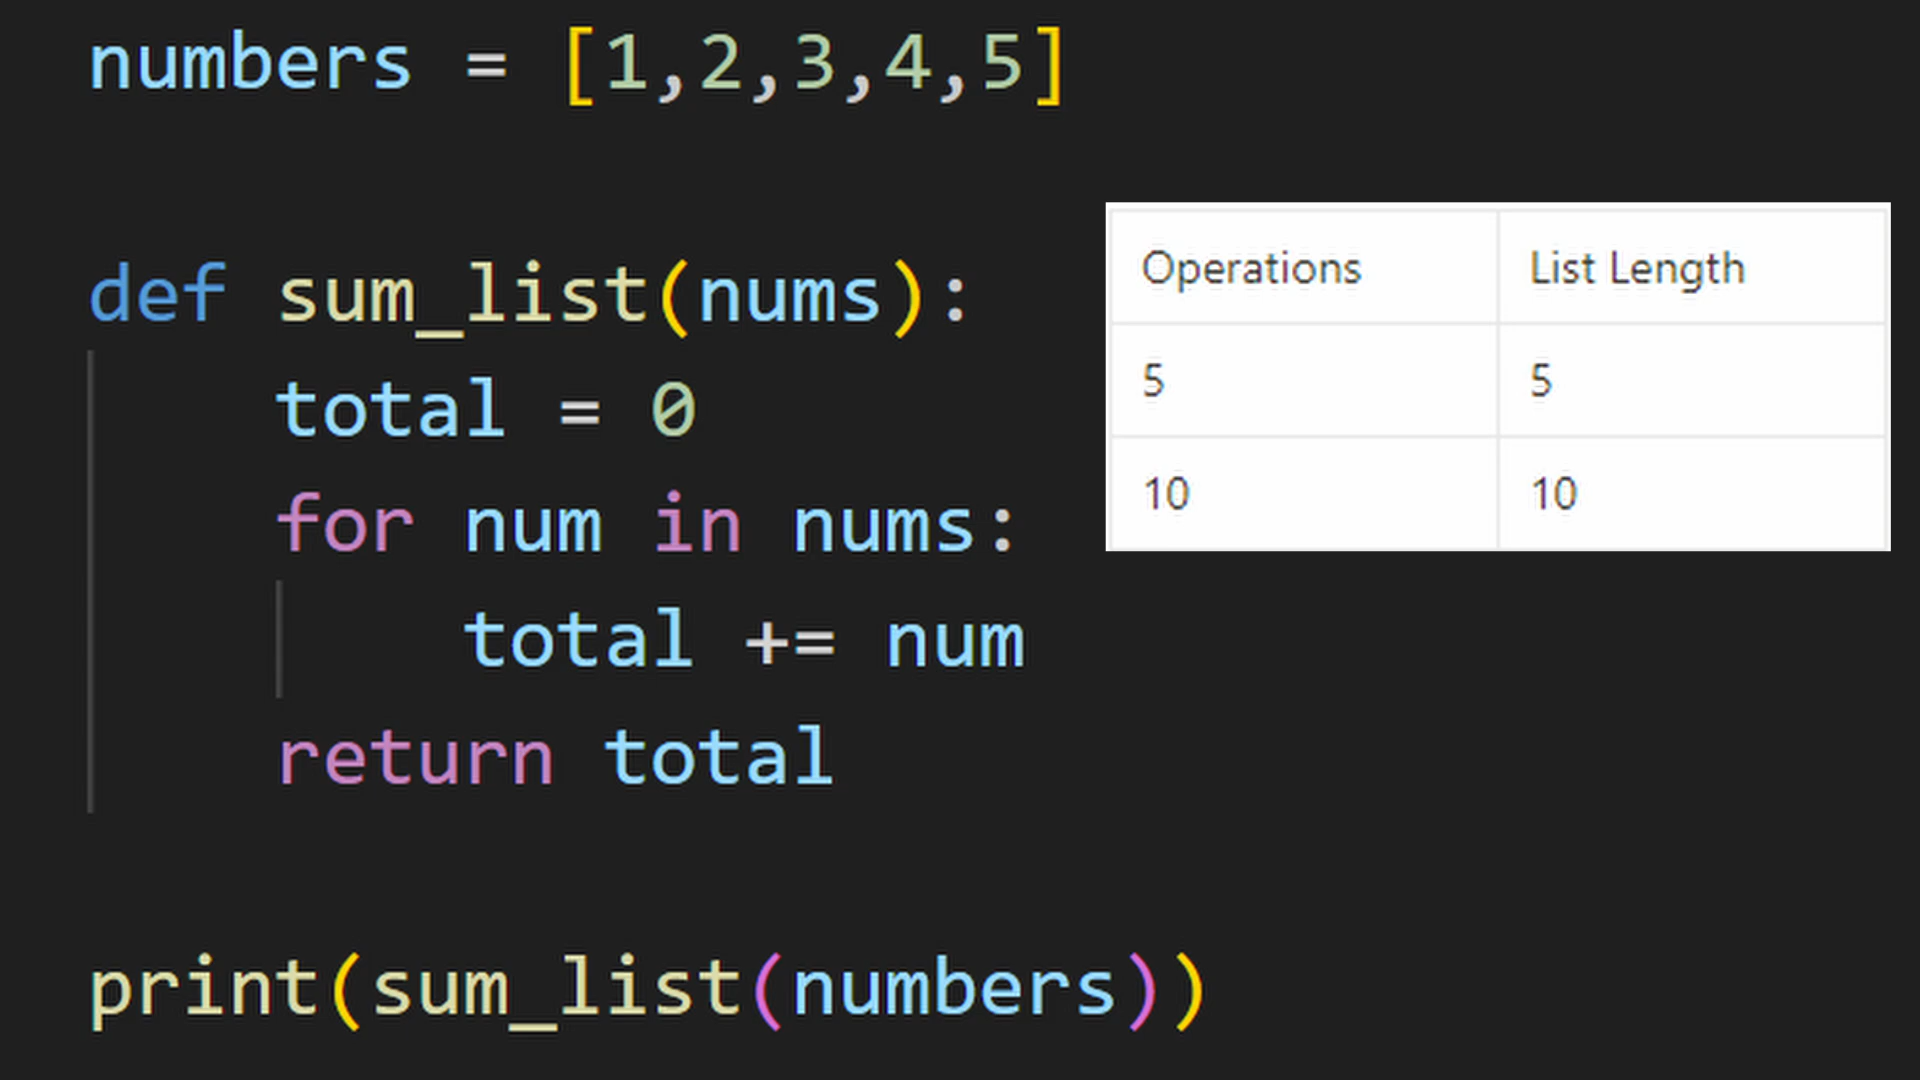 numbers = [1,2,3,4,5]
def sum_list(nums):
    total = 0
    for num in nums:
        total += num
    return total
print(sum_list(numbers))
Operations List Length
5 5
10 10